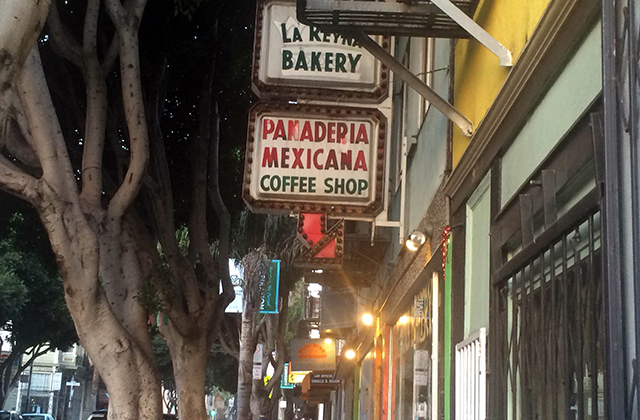 LA REYNA
BAKERY
PANADERIA
MEXICANA
COFFEE SHOP